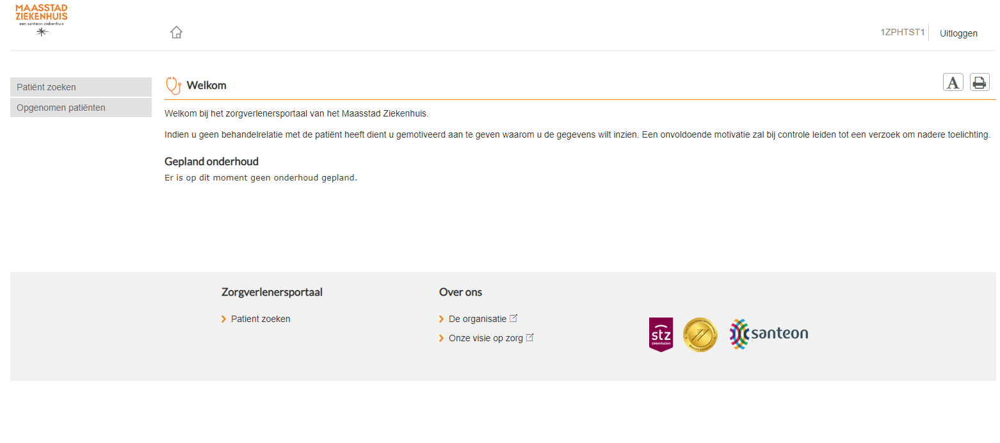 MAASSTAD
ZIEKENHUIS
een santeon ziekenhuis
1ZPHTST1
Uitloggen
Patiënt zoeken
Opgenomen patiënten
Welkom
A
Welkom bij het zorgverlenersportaal van het Maasstad Ziekenhuis.
Indien u geen behandelrelatie met de patiënt heeft dient u gemotiveerd aan te geven waarom u de gegevens wilt inzien. Een onvoldoende motivatie zal bij controle leiden tot een verzoek om nadere toelichting.
Gepland onderhoud
Er is op dit moment geen onderhoud gepland.
Zorgverlenersportaal
Patient zoeken
Over ons
De organisatie
Onze visie op zorg
stz
ziekenhuizen
santeon